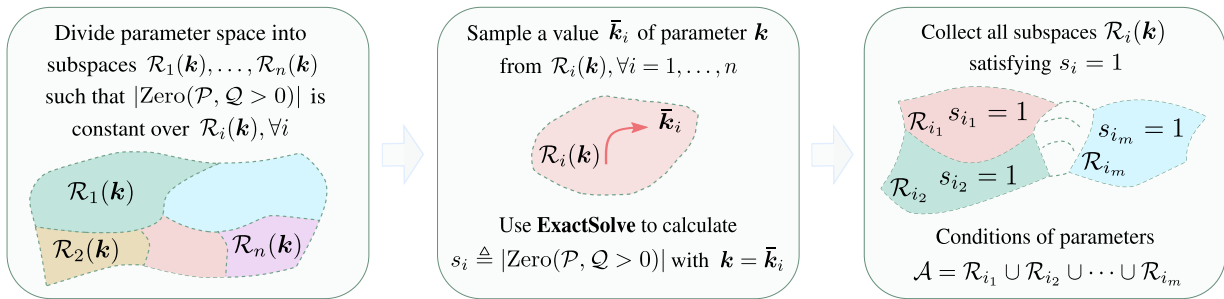 Divide parameter space into
subspaces $\mathcal{R}_1(\boldsymbol{k}), \ldots, \mathcal{R}_n(\boldsymbol{k})$
such that $|\mathrm{Zero}(\mathcal{P}, \mathcal{Q} > 0)|$ is
constant over $\mathcal{R}_i(\boldsymbol{k}), \forall i$
$\mathcal{R}_1(\boldsymbol{k})$
$\mathcal{R}_2(\boldsymbol{k})$
$\mathcal{R}_n(\boldsymbol{k})$
Sample a value $\bar{\boldsymbol{k}}_i$ of parameter $\boldsymbol{k}$
from $\mathcal{R}_i(\boldsymbol{k}), \forall i = 1, \ldots, n$
$\bar{\boldsymbol{k}}_i$
$\mathcal{R}_i(\boldsymbol{k})$
Use ExactSolve to calculate
$s_i \triangleq |\mathrm{Zero}(\mathcal{P}, \mathcal{Q} > 0)|$ with $\boldsymbol{k} = \bar{\boldsymbol{k}}_i$
Collect all subspaces $\mathcal{R}_i(\boldsymbol{k})$
satisfying $s_i = 1$
$\mathcal{R}_{i_1}$ $s_{i_1} = 1$
$\mathcal{R}_{i_2}$ $s_{i_2} = 1$
$s_{i_m} = 1$
$\mathcal{R}_{i_m}$
Conditions of parameters
$\mathcal{A} = \mathcal{R}_{i_1} \cup \mathcal{R}_{i_2} \cup \cdots \cup \mathcal{R}_{i_m}$